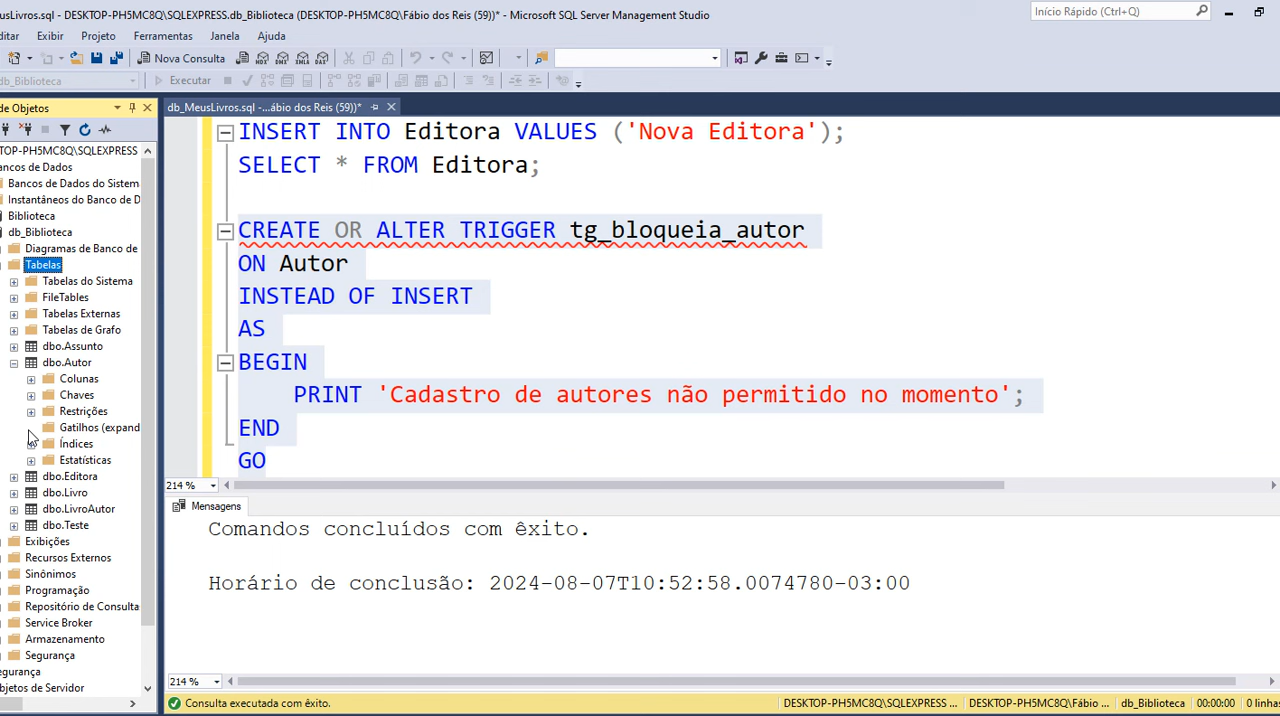 eusLivros.sql - DESKTOP-PH5MC8Q\SQLEXPRESS.db_Biblioteca (DESKTOP-PH5MC8Q\Fábio dos Reis (59))* - Microsoft SQL Server Management Studio
Início Rápido (Ctrl+Q)
ditar Exibir Projeto Ferramentas Janela Ajuda
Nova Consulta
MDX DMX XMLA DAX
db_Biblioteca
Executar
de Objetos
db_MeusLivros.sql -...ábio dos Reis (59))*
TOP-PH5MC8Q\SQLEXPRESS
ancos de Dados
Bancos de Dados do Sistem
Instantâneos do Banco de D
Biblioteca
db_Biblioteca
Diagramas de Banco de
Tabelas
Tabelas do Sistema
FileTables
Tabelas Externas
Tabelas de Grafo
dbo.Assunto
dbo.Autor
Colunas
Chaves
Restrições
Gatilhos (expand
Índices
Estatísticas
dbo.Editora
dbo.Livro
dbo.LivroAutor
dbo.Teste
Exibições
Recursos Externos
Sinônimos
Programação
Repositório de Consulta
Service Broker
Armazenamento
Segurança
egurança
bjetos de Servidor
INSERT INTO Editora VALUES ('Nova Editora');
SELECT * FROM Editora;
CREATE OR ALTER TRIGGER tg_bloqueia_autor
ON Autor
INSTEAD OF INSERT
AS
BEGIN
PRINT 'Cadastro de autores não permitido no momento';
END
GO
214 %
Mensagens
Comandos concluídos com êxito.
Horário de conclusão: 2024-08-07T10:52:58.0074780-03:00
214 %
Consulta executada com êxito.
DESKTOP-PH5MC8Q\SQLEXPRESS ... DESKTOP-PH5MC8Q\Fábio ... db_Biblioteca 00:00:00 0 linha